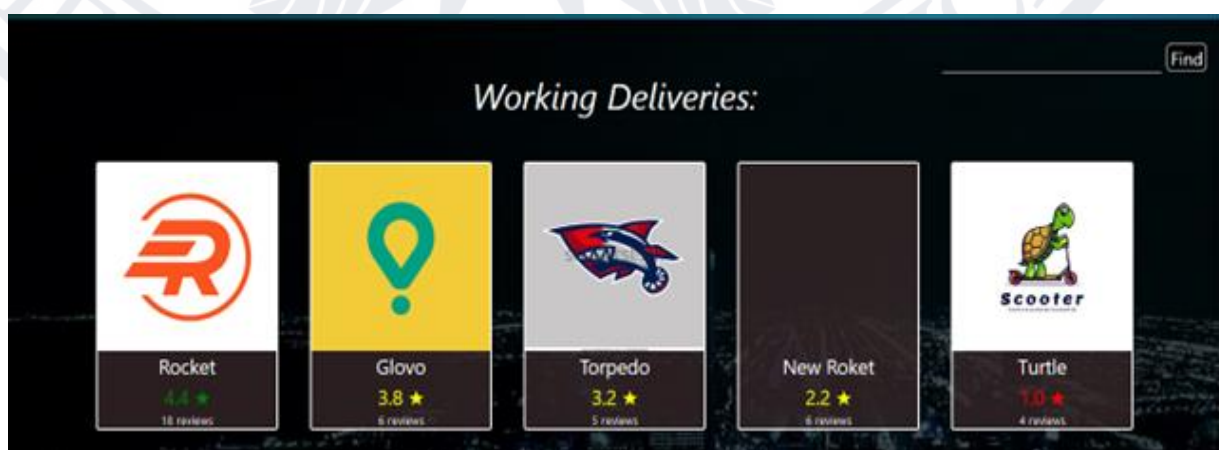 Find
Working Deliveries:
Scooter
Rocket
4.4 ★
18 reviews
Glovo
3.8 ★
6 reviews
Torpedo
3.2 ★
5 reviews
New Roket
2.2 ★
6 reviews
Turtle
1.0 ★
4 reviews